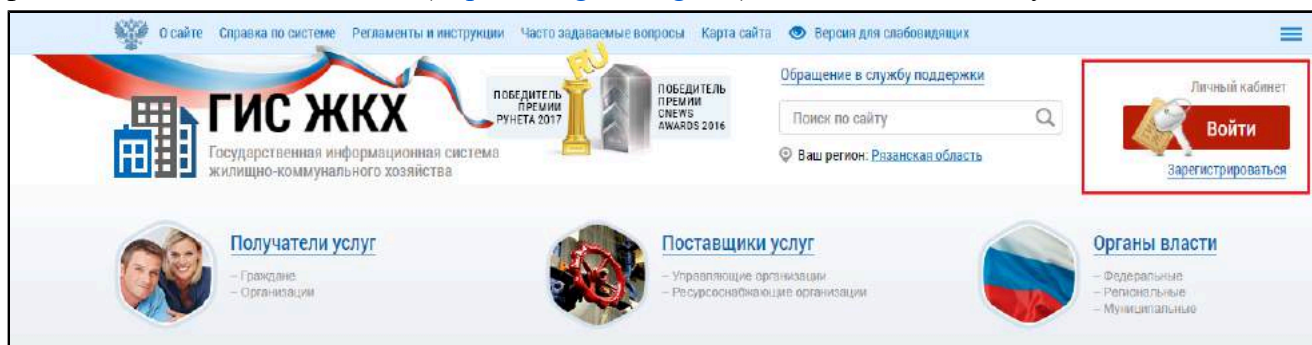 О сайте Справка по системе Регламенты и инструкции Часто задаваемые вопросы Карта сайта Версия для слабовидящих
ГИС ЖКХ
Государственная информационная система
жилищно-коммунального хозяйства
ПОБЕДИТЕЛЬ
ПРЕМИИ
РУНЕТА 2017
RU
ПОБЕДИТЕЛЬ
ПРЕМИИ
CNEWS
AWARDS 2016
Обращение в службу поддержки
Поиск по сайту
Ваш регион: Рязанская область
Личный кабинет
Войти
Зарегистрироваться
Получатели услуг
– Граждане
– Организации
Поставщики услуг
– Управляющие организации
– Ресурсоснабжающие организации
Органы власти
– Федеральные
– Региональные
– Муниципальные